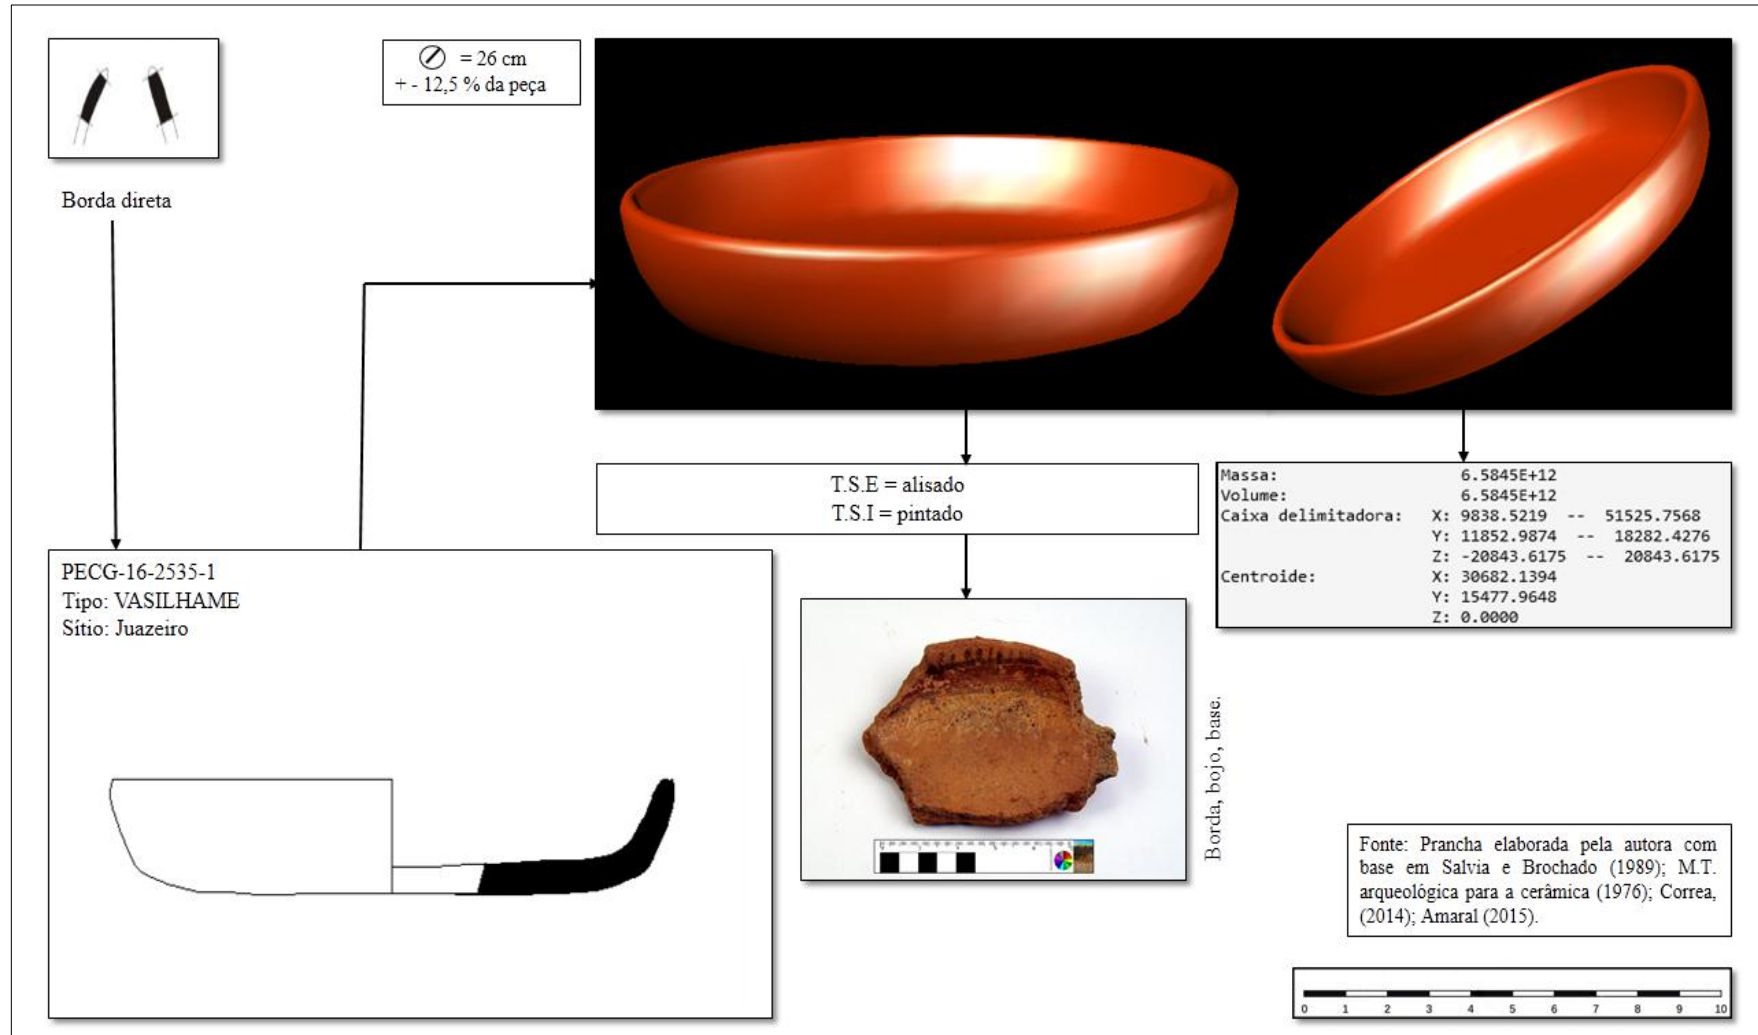 = 26 cm
+ - 12,5 % da peça
Borda direta
T.S.E = alisado
T.S.I = pintado
Massa: 6.5845E+12
Volume: 6.5845E+12
Caixa delimitadora: X: 9838.5219 -- 51525.7568
Y: 11852.9874 -- 18282.4276
Z: -20843.6175 -- 20843.6175
Centroide: X: 30682.1394
Y: 15477.9648
Z: 0.0000
PECG-16-2535-1
Tipo: VASILHAME
Sítio: Juazeiro
Borda, bojo, base.
Fonte: Prancha elaborada pela autora com
base em Salvia e Brochado (1989); M.T.
arqueológica para a cerâmica (1976); Correa,
(2014); Amaral (2015).
0 1 2 3 4 5 6 7 8 9 10